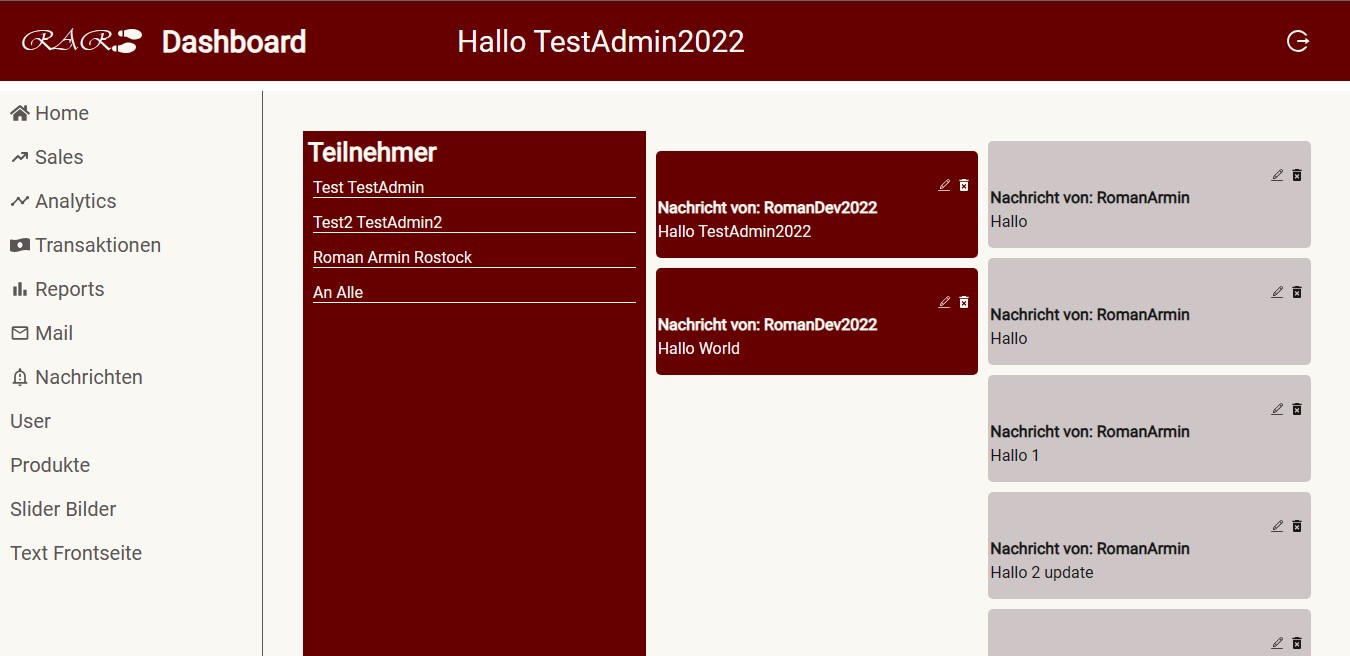 RAR
Dashboard
Hallo TestAdmin2022
Home
Sales
Analytics
Transaktionen
Reports
Mail
Nachrichten
User
Produkte
Slider Bilder
Text Frontseite
Teilnehmer
Test TestAdmin
Test2 TestAdmin2
Roman Armin Rostock
An Alle
Nachricht von: RomanDev2022
Hallo TestAdmin2022
Nachricht von: RomanDev2022
Hallo World
Nachricht von: RomanArmin
Hallo
Nachricht von: RomanArmin
Hallo
Nachricht von: RomanArmin
Hallo 1
Nachricht von: RomanArmin
Hallo 2 update